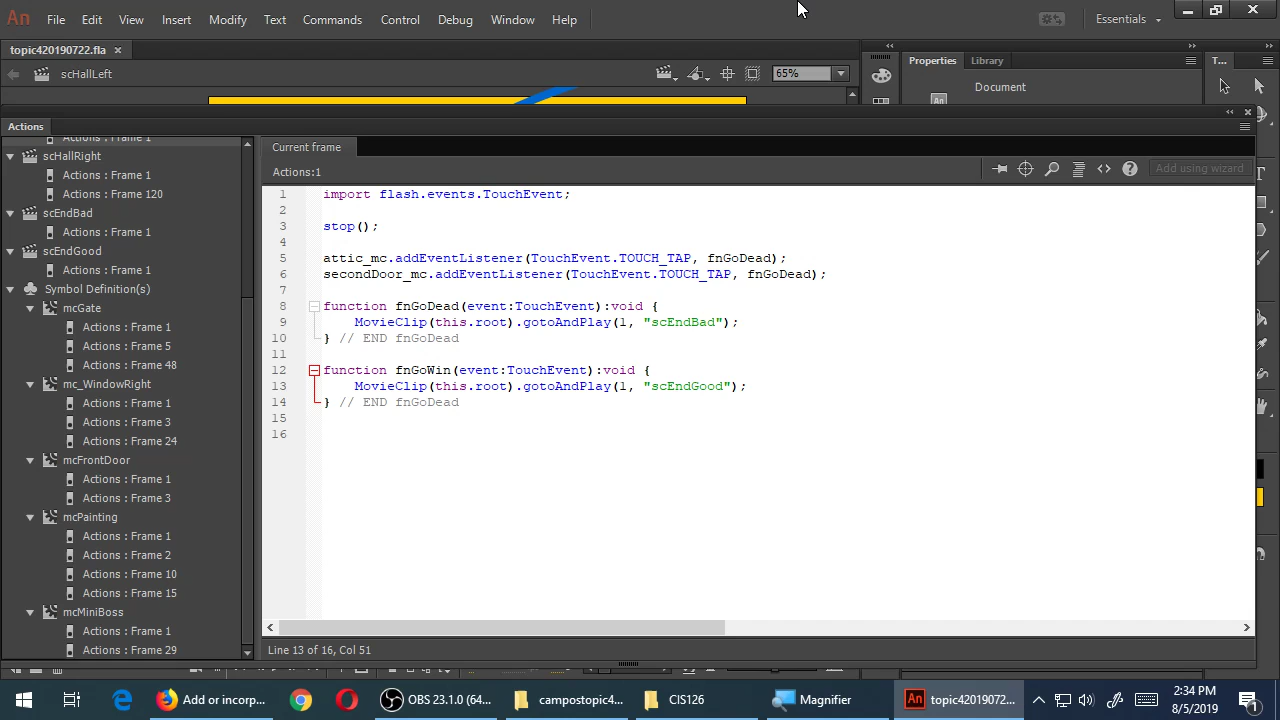 An File Edit View Insert Modify Text Commands Control Debug Window Help Essentials
topic420190722.fla
scHallLeft 65% Properties Library T...
Document
An
Actions
Actions : Frame 1
scHallRight
Actions : Frame 1
Actions : Frame 120
scEndBad
Actions : Frame 1
scEndGood
Actions : Frame 1
Symbol Definition(s)
mcGate
Actions : Frame 1
Actions : Frame 5
Actions : Frame 48
mc_WindowRight
Actions : Frame 1
Actions : Frame 3
Actions : Frame 24
mcFrontDoor
Actions : Frame 1
Actions : Frame 3
mcPainting
Actions : Frame 1
Actions : Frame 2
Actions : Frame 10
Actions : Frame 15
mcMiniBoss
Actions : Frame 1
Actions : Frame 29
Current frame
Actions:1 Add using wizard
1 import flash.events.TouchEvent;
2
3 stop();
4
5 attic_mc.addEventListener(TouchEvent.TOUCH_TAP, fnGoDead);
6 secondDoor_mc.addEventListener(TouchEvent.TOUCH_TAP, fnGoDead);
7
8 function fnGoDead(event:TouchEvent):void {
9 MovieClip(this.root).gotoAndPlay(1, "scEndBad");
10 } // END fnGoDead
11
12 function fnGoWin(event:TouchEvent):void {
13 MovieClip(this.root).gotoAndPlay(1, "scEndGood");
14 } // END fnGoDead
15
16
Line 13 of 16, Col 51
Add or incorp... OBS 23.1.0 (64... campostopic4... CIS126 Magnifier An topic42019072...
2:34 PM
8/5/2019
1